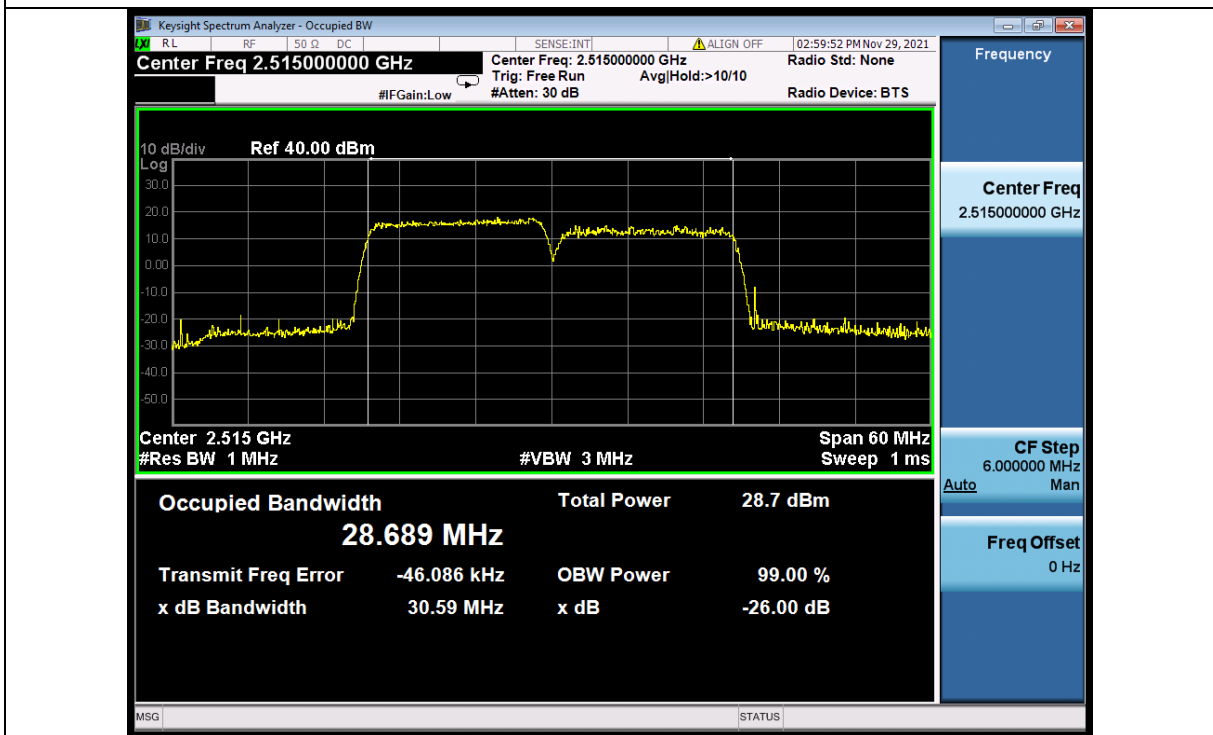 Keysight Spectrum Analyzer - Occupied BW
LXI RL RF 50 Ω DC SENSE:INT ALIGN OFF 02:59:52 PM Nov 29, 2021
Center Freq 2.515000000 GHz
Center Freq: 2.515000000 GHz Radio Std: None
Trig: Free Run Avg|Hold:>10/10
#IFGain:Low #Atten: 30 dB Radio Device: BTS
10 dB/div Ref 40.00 dBm
Log
30.0
20.0
10.0
0.00
-10.0
-20.0
-30.0
-40.0
-50.0
Center 2.515 GHz Span 60 MHz
#Res BW 1 MHz #VBW 3 MHz Sweep 1 ms
Occupied Bandwidth Total Power 28.7 dBm
28.689 MHz
Transmit Freq Error -46.086 kHz OBW Power 99.00 %
x dB Bandwidth 30.59 MHz x dB -26.00 dB
MSG STATUS
Frequency
Center Freq
2.515000000 GHz
CF Step
6.000000 MHz
Auto Man
Freq Offset
0 Hz